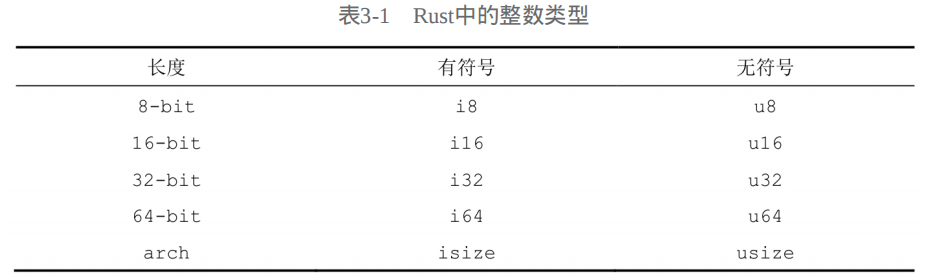 表3-1 Rust中的整数类型
长度 有符号 无符号
8-bit i8 u8
16-bit i16 u16
32-bit i32 u32
64-bit i64 u64
arch isize usize